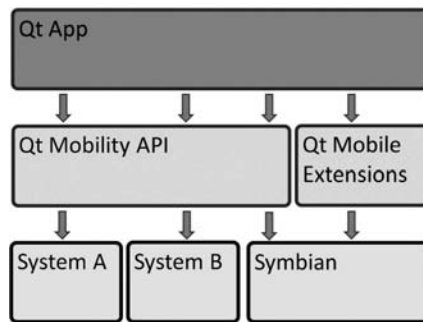 Qt App
Qt Mobility API
Qt Mobile
Extensions
System A
System B
Symbian